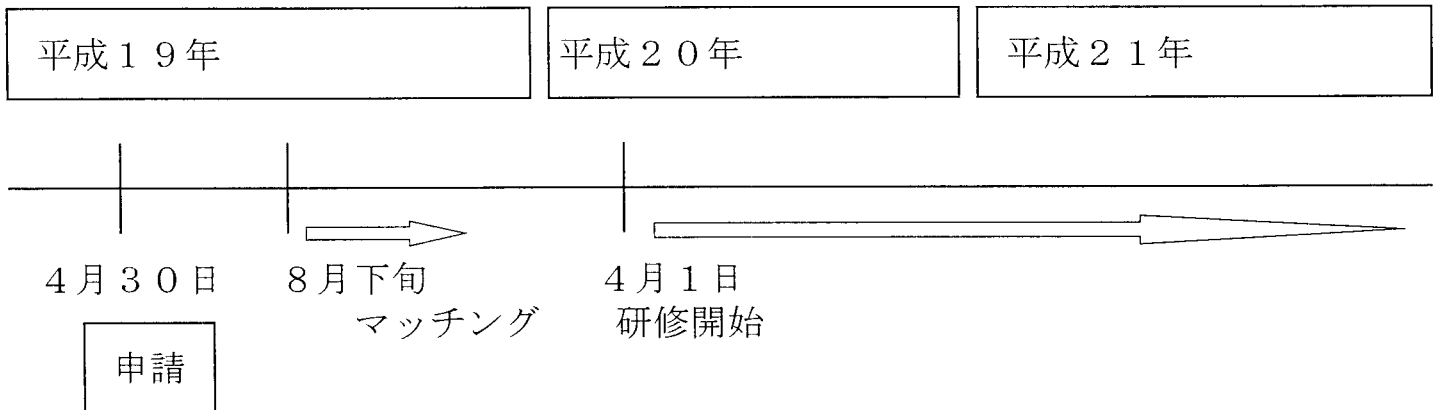 平成１９年
平成２０年
平成２１年
４月３０日
８月下旬
４月１日
マッチング
研修開始
申請